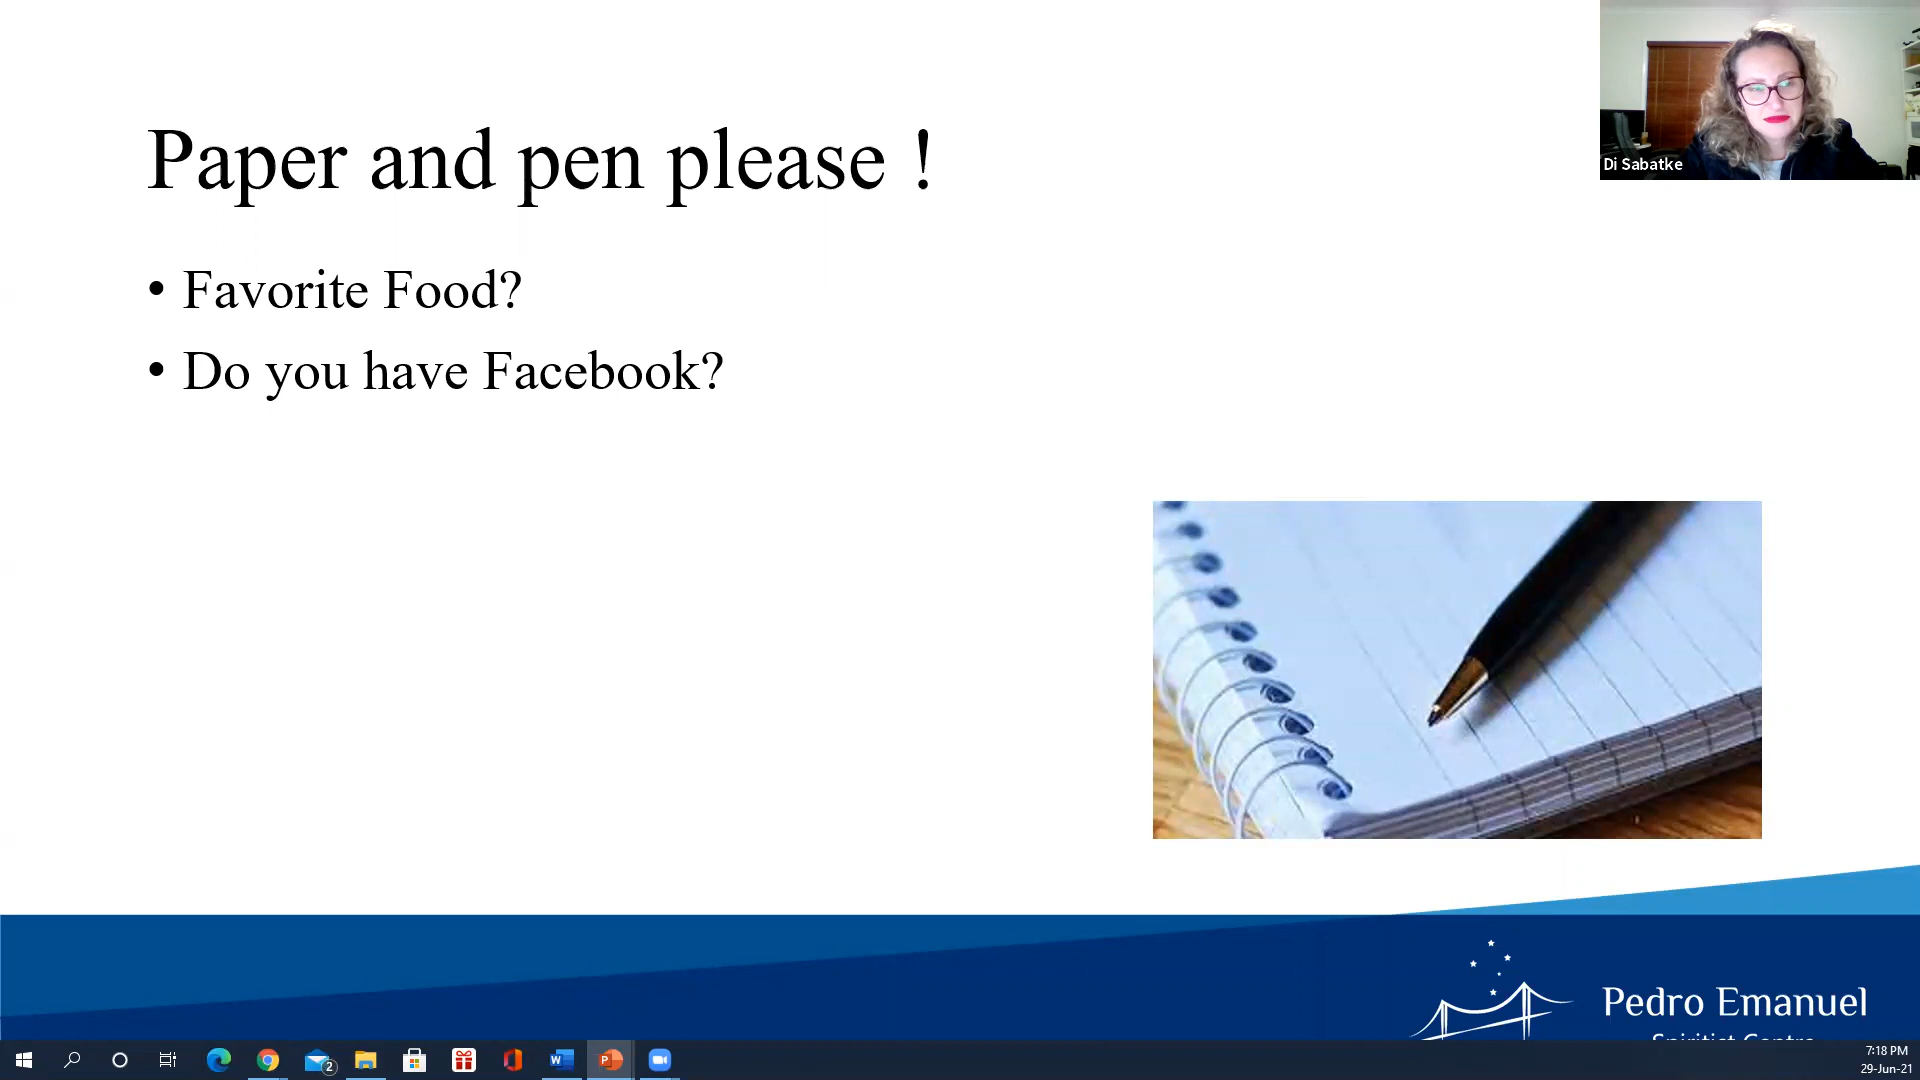 Paper and pen please !
• Favorite Food?
• Do you have Facebook?
Di Sabatke
Pedro Emanuel
Spiritist Centre
2
7:18 PM
29-Jun-21